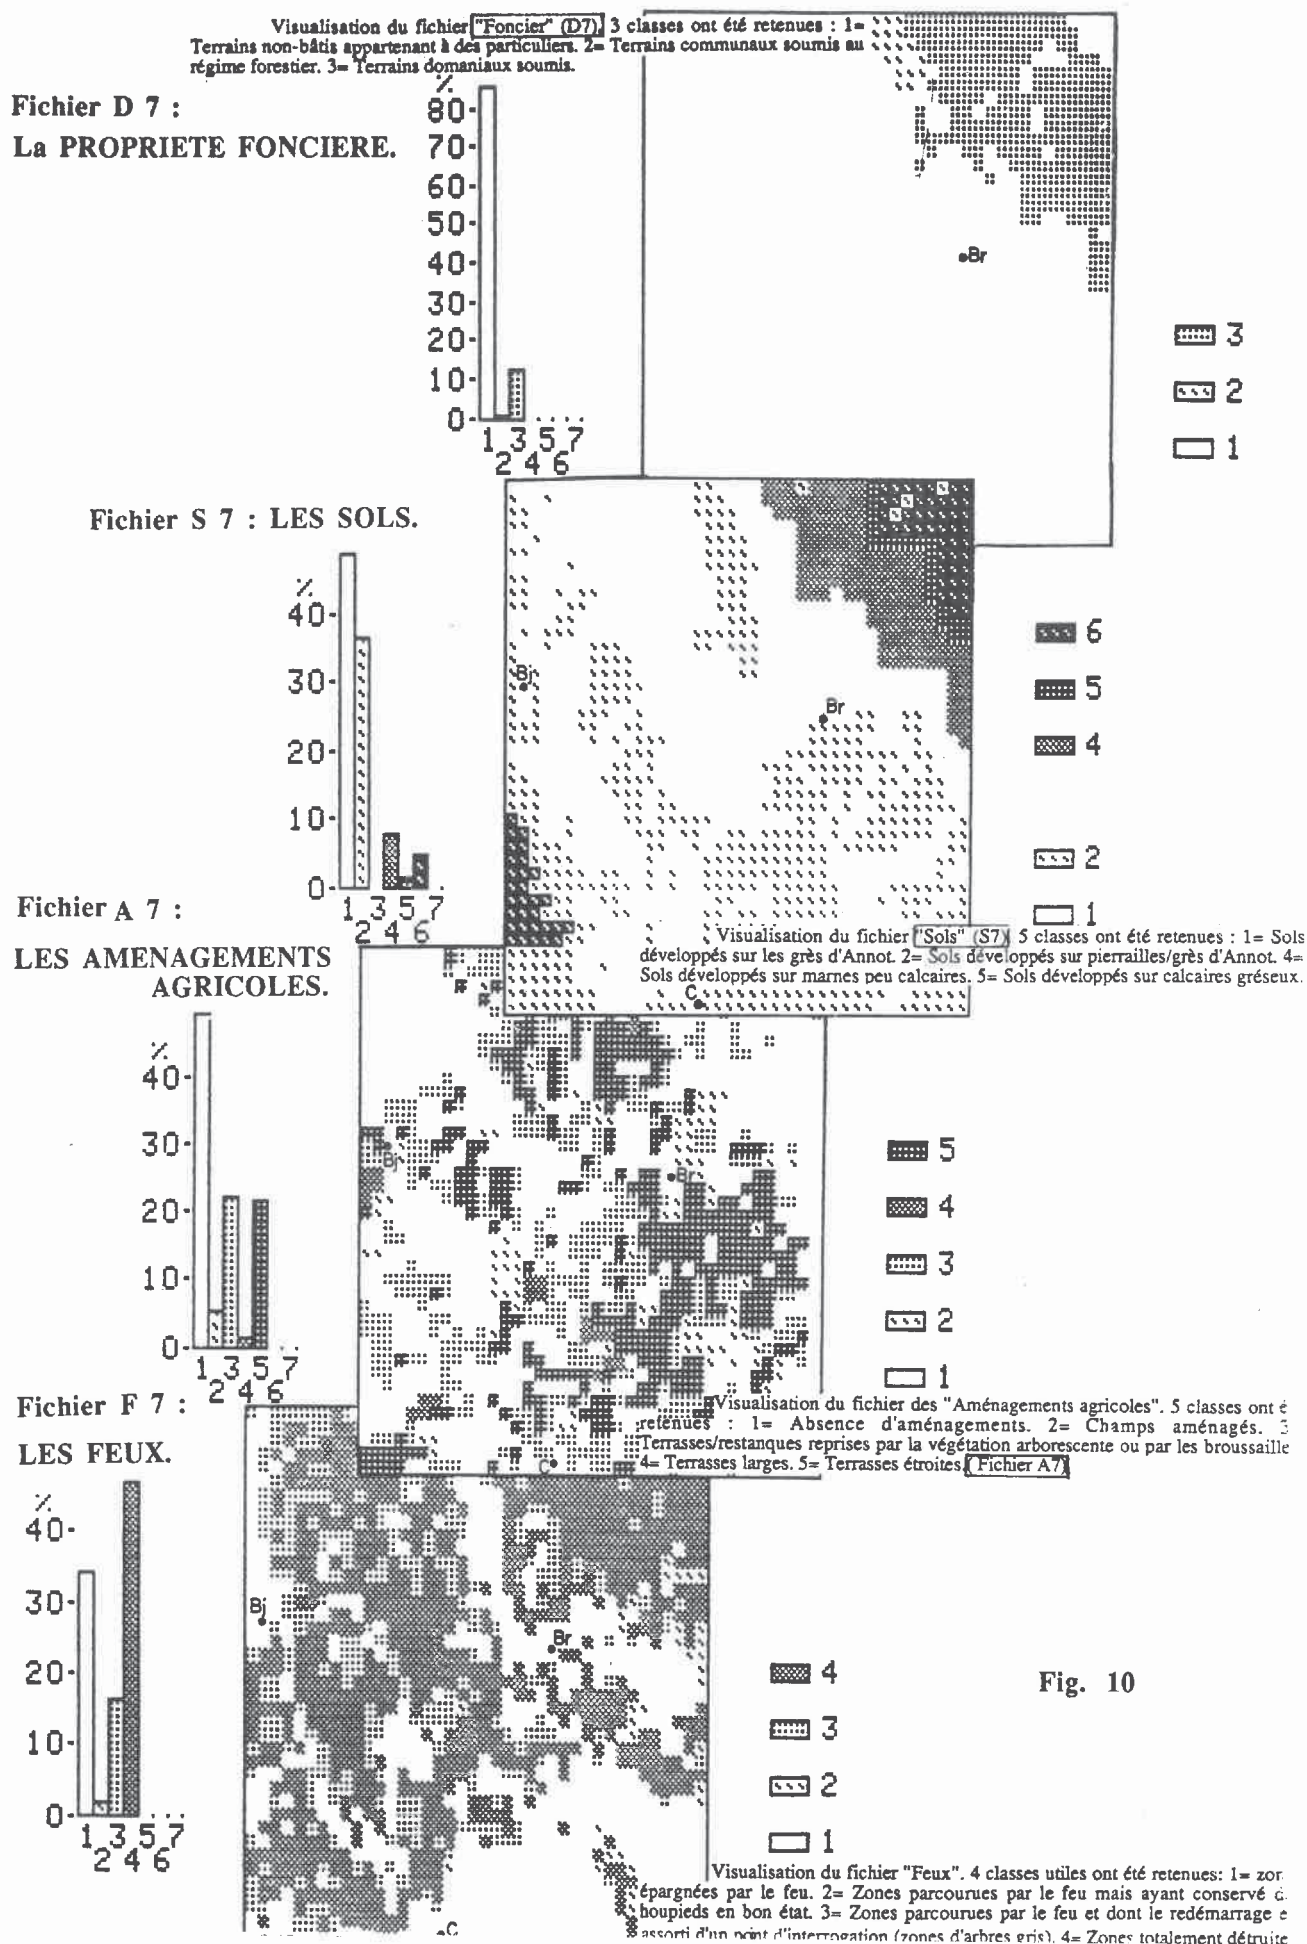 Visualisation du fichier "Foncier" (D7). 3 classes ont été retenues : 1=
Terrains non-bâtis appartenant à des particuliers. 2= Terrains communaux soumis au
régime forestier. 3= Terrains domaniaux soumis.
Fichier D 7 :
La PROPRIETE FONCIERE.
%
80
70
60
50
40
30
20
10
0
1 3 5 7
2 4 6
Br
3
2
1
Fichier S 7 : LES SOLS.
%
40
30
20
10
0
1 3 5 7
2 4 6
Bj
Br
C
6
5
4
2
1
Visualisation du fichier "Sols" (S7) 5 classes ont été retenues : 1= Sols
développés sur les grès d'Annot. 2= Sols développés sur pierrailles/grès d'Annot. 4=
Sols développés sur marnes peu calcaires. 5= Sols développés sur calcaires gréseux.
Fichier A 7 :
LES AMENAGEMENTS
AGRICOLES.
%
40
30
20
10
0
1 3 5 7
2 4 6
Bj
Br
C
5
4
3
2
1
Visualisation du fichier des "Aménagements agricoles". 5 classes ont é
retenues : 1= Absence d'aménagements. 2= Champs aménagés. 3
Terrasses/restanques reprises par la végétation arborescente ou par les broussaille
4= Terrasses larges. 5= Terrasses étroites. (Fichier A7)
Fichier F 7 :
LES FEUX.
%
40
30
20
10
0
1 3 5 7
2 4 6
Bj
Br
C
4
3
2
1
Fig. 10
Visualisation du fichier "Feux". 4 classes utiles ont été retenues: 1= zon
épargnées par le feu. 2= Zones parcourues par le feu mais ayant conservé d
houpieds en bon état. 3= Zones parcourues par le feu et dont le redémarrage e
assorti d'un point d'interrogation (zones d'arbres gris). 4= Zones totalement détruite